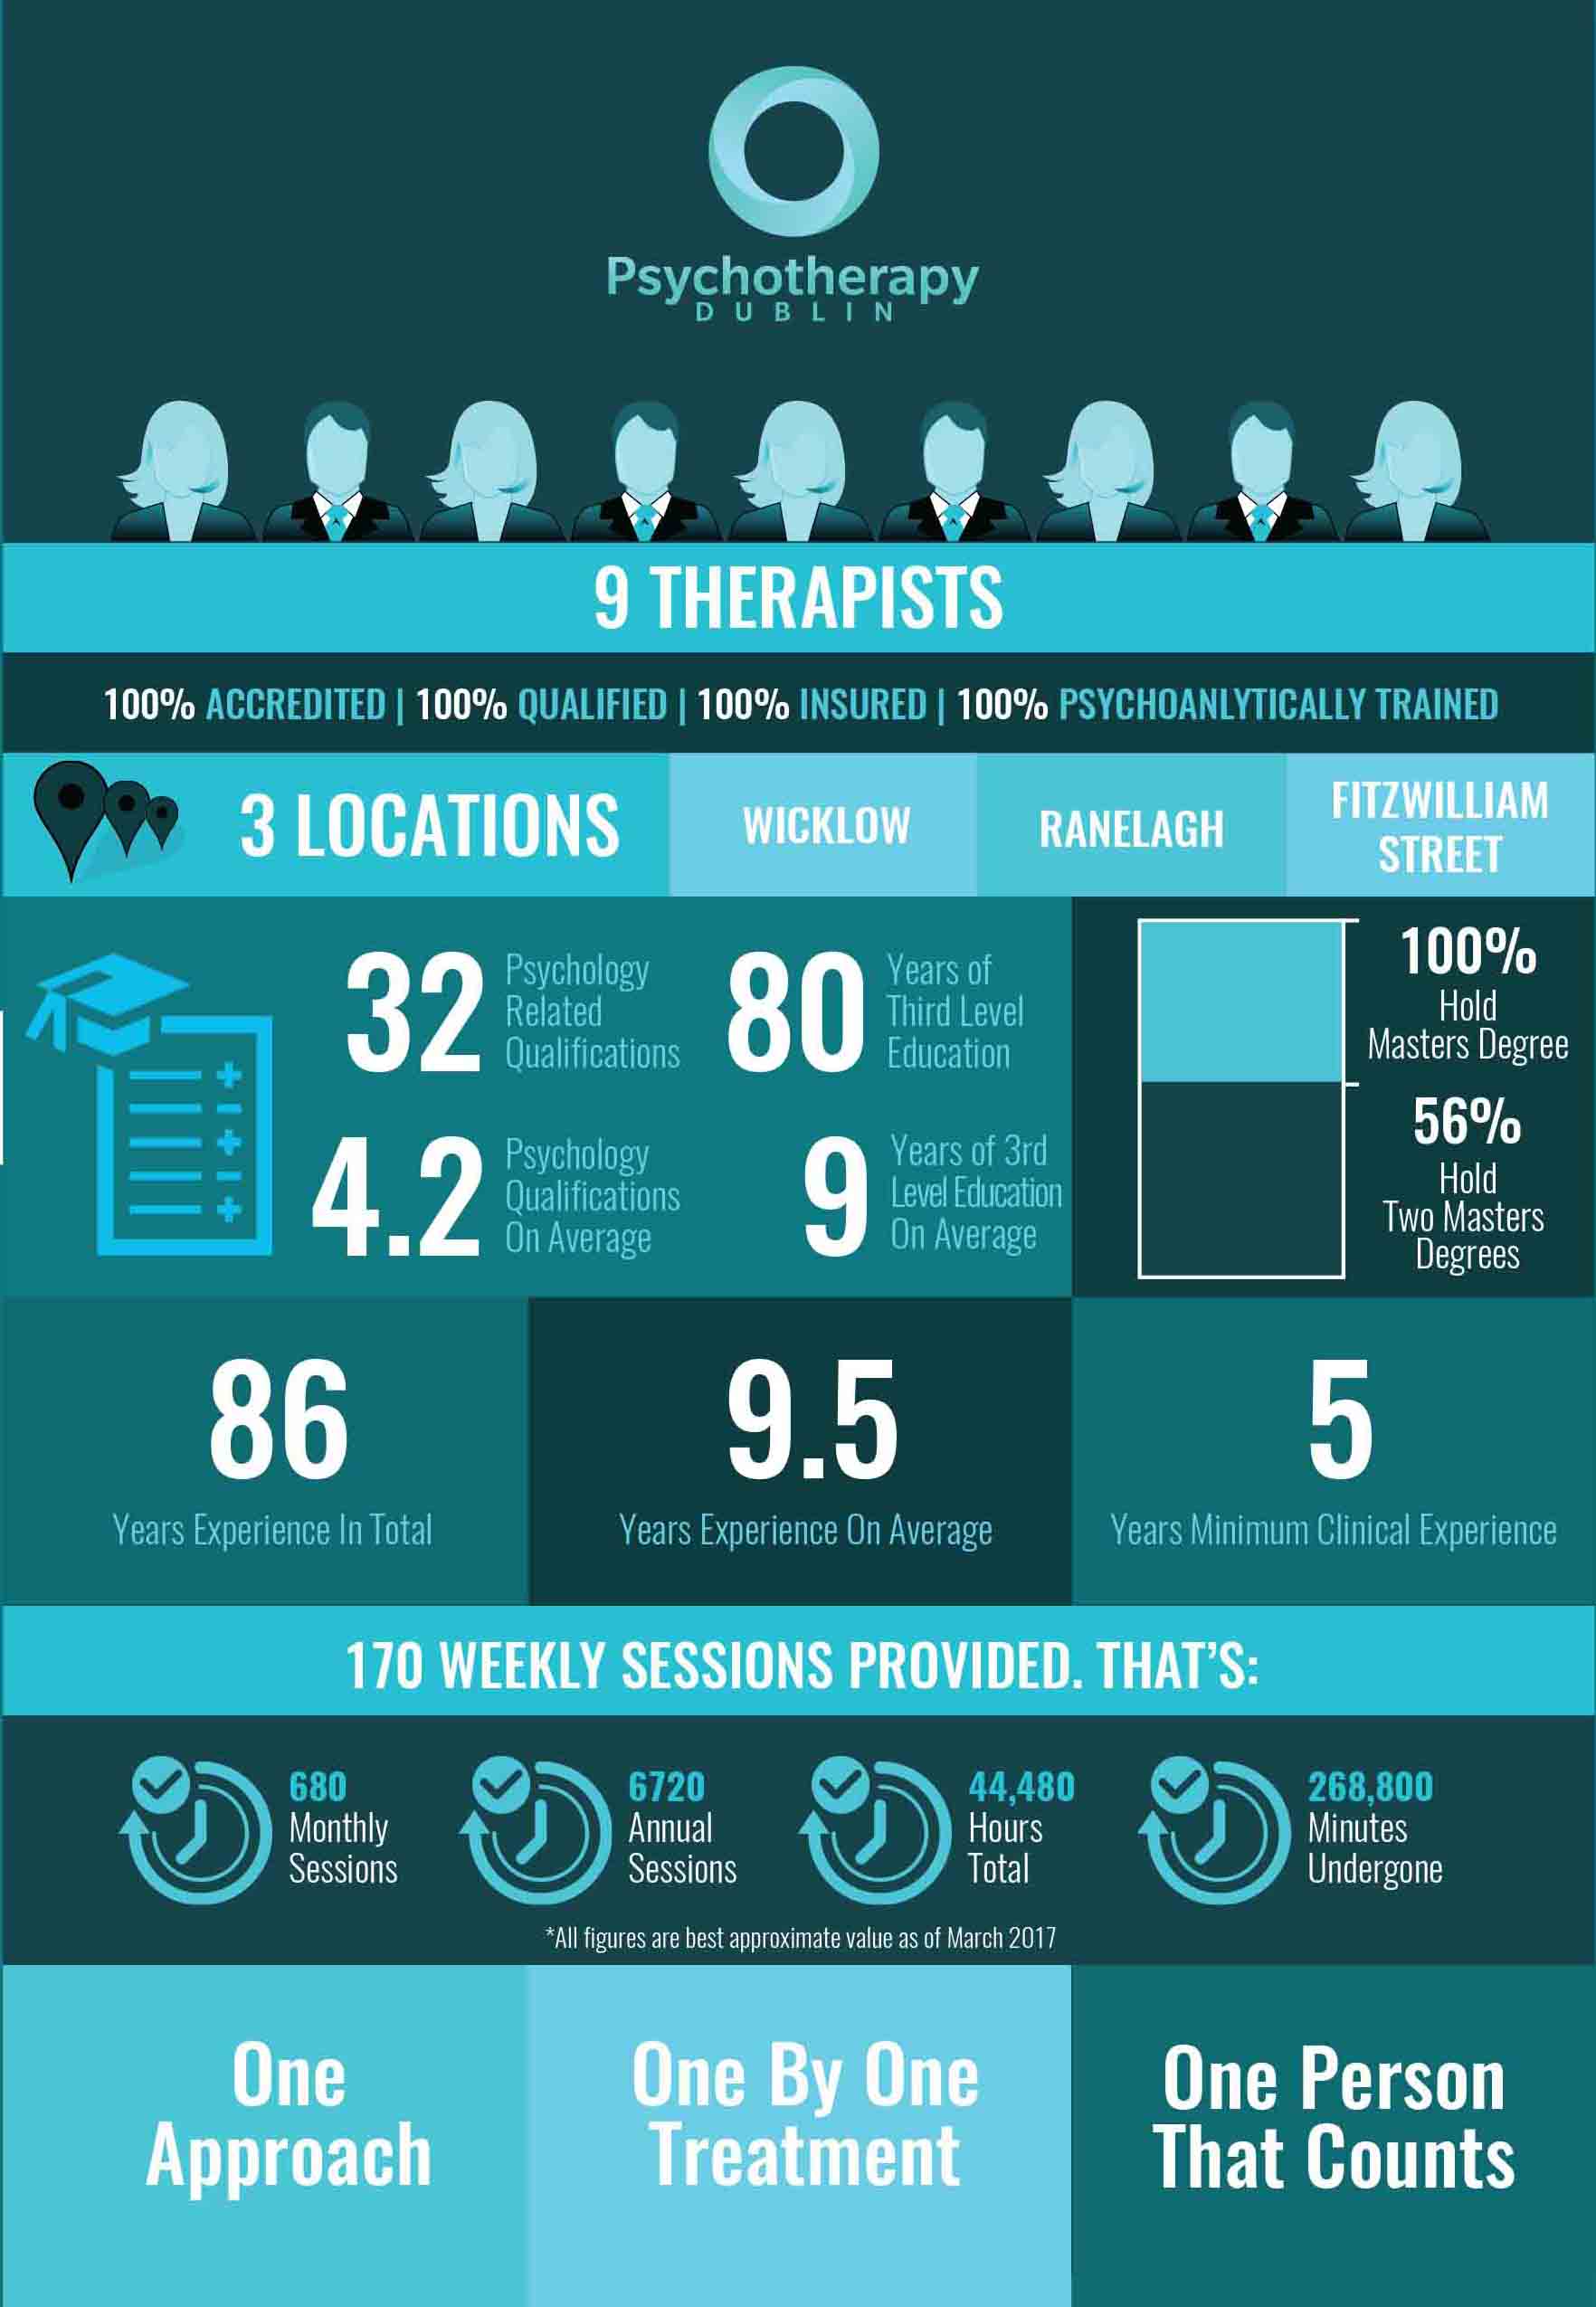 Psychotherapy
DUBLIN
9 THERAPISTS
100% ACCREDITED | 100% QUALIFIED | 100% INSURED | 100% PSYCHOANLYTICALLY TRAINED
3 LOCATIONS
WICKLOW
RANELAGH
FITZWILLIAM
STREET
32
Psychology
Related
Qualifications
80
Years of
Third Level
Education
4.2
Psychology
Qualifications
On Average
9
Years of 3rd
Level Education
On Average
100%
Hold
Masters Degree
56%
Hold
Two Masters
Degrees
86
Years Experience In Total
9.5
Years Experience On Average
5
Years Minimum Clinical Experience
170 WEEKLY SESSIONS PROVIDED. THAT'S:
680
Monthly
Sessions
6720
Annual
Sessions
44,480
Hours
Total
268,800
Minutes
Undergone
*All figures are best approximate value as of March 2017
One
Approach
One By One
Treatment
One Person
That Counts